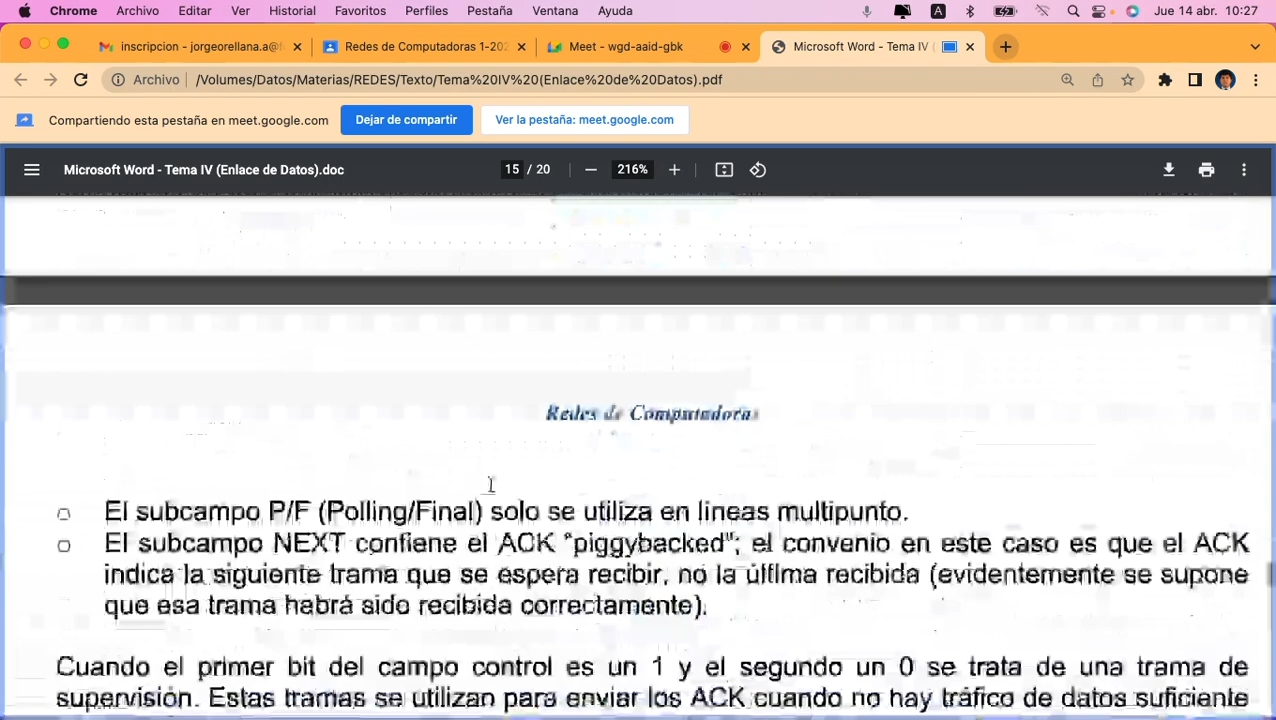 Chrome Archivo Editar Ver Historial Favoritos Perfiles Pestaña Ventana Ayuda A Jue 14 abr. 10:27
inscripcion - jorgeorellana.a@f Redes de Computadoras 1-202 Meet - wgd-aaid-gbk Microsoft Word - Tema IV (
Archivo /Volumes/Datos/Materias/REDES/Texto/Tema%20IV%20(Enlace%20de%20Datos).pdf
Compartiendo esta pestaña en meet.google.com Dejar de compartir Ver la pestaña: meet.google.com
Microsoft Word - Tema IV (Enlace de Datos).doc 15 / 20 216%
Redes de Computadoras
El subcampo P/F (Polling/Final) solo se utiliza en líneas multipunto.
El subcampo NEXT contiene el ACK "piggybacked"; el convenio en este caso es que el ACK
indica la siguiente trama que se espera recibir, no la última recibida (evidentemente se supone
que esa trama habrá sido recibida correctamente).
Cuando el primer bit del campo control es un 1 y el segundo un 0 se trata de una trama de
supervisión. Estas tramas se utilizan para enviar los ACK cuando no hay tráfico de datos suficiente